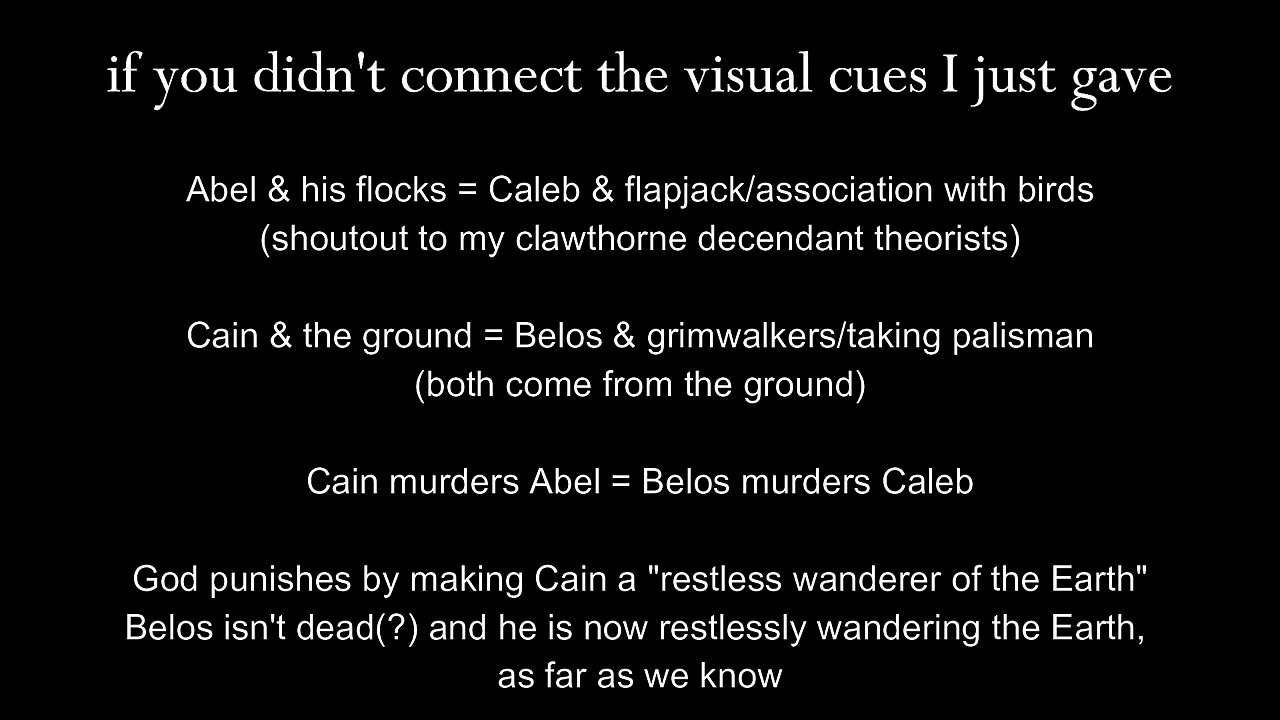 if you didn't connect the visual cues I just gave
Abel & his flocks = Caleb & flapjack/association with birds
(shoutout to my clawthorne decendant theorists)
Cain & the ground = Belos & grimwalkers/taking palisman
(both come from the ground)
Cain murders Abel = Belos murders Caleb
God punishes by making Cain a "restless wanderer of the Earth"
Belos isn't dead(?) and he is now restlessly wandering the Earth,
as far as we know